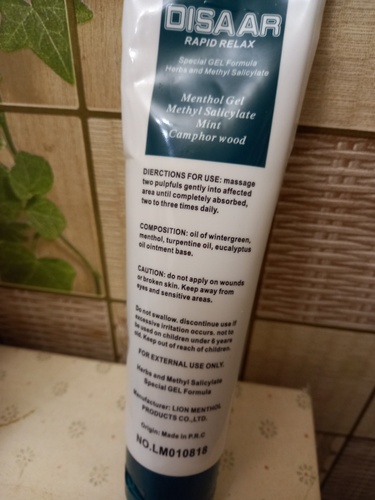 DISAAR
RAPID RELAX
Special GEL Formula
Herbs and Methyl Salicylate
Menthol Gel
Methyl Salicylate
Mint
Camphor wood
DIERCTIONS FOR USE: massage
two pulpfuls gently into affected
area until completely absorbed,
two to three times daily.
COMPOSITION: oil of wintergreen,
menthol, turpentine oil, eucalyptus
oil ointment base.
CAUTION: do not apply on wounds
or broken skin. Keep away from
eyes and sensitive areas.
Do not swallow. discontinue use if
excessive irritation occurs. not to
be used on children under 6 years
old. Keep out of reach of children.
FOR EXTERNAL USE ONLY.
Herbs and Methyl Salicylate
Special GEL Formula
Manufacturer: LION MENTHOL
PRODUCTS CO.,LTD.
Origin: Made in P.R.C
NO.LM010818